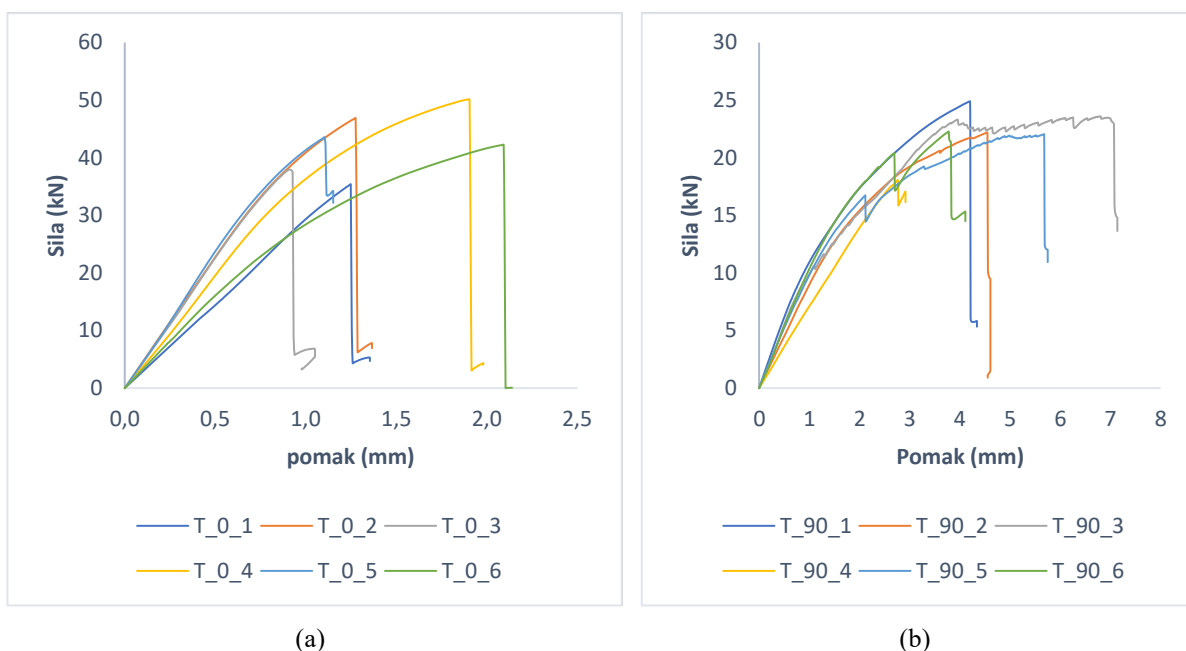 60
50
40
30
20
10
0
Sila (kN)
0,0 0,5 1,0 1,5 2,0 2,5
pomak (mm)
T_0_1 T_0_2 T_0_3
T_0_4 T_0_5 T_0_6
(a)
30
25
20
15
10
5
0
Sila (kN)
0 1 2 3 4 5 6 7 8
Pomak (mm)
T_90_1 T_90_2 T_90_3
T_90_4 T_90_5 T_90_6
(b)